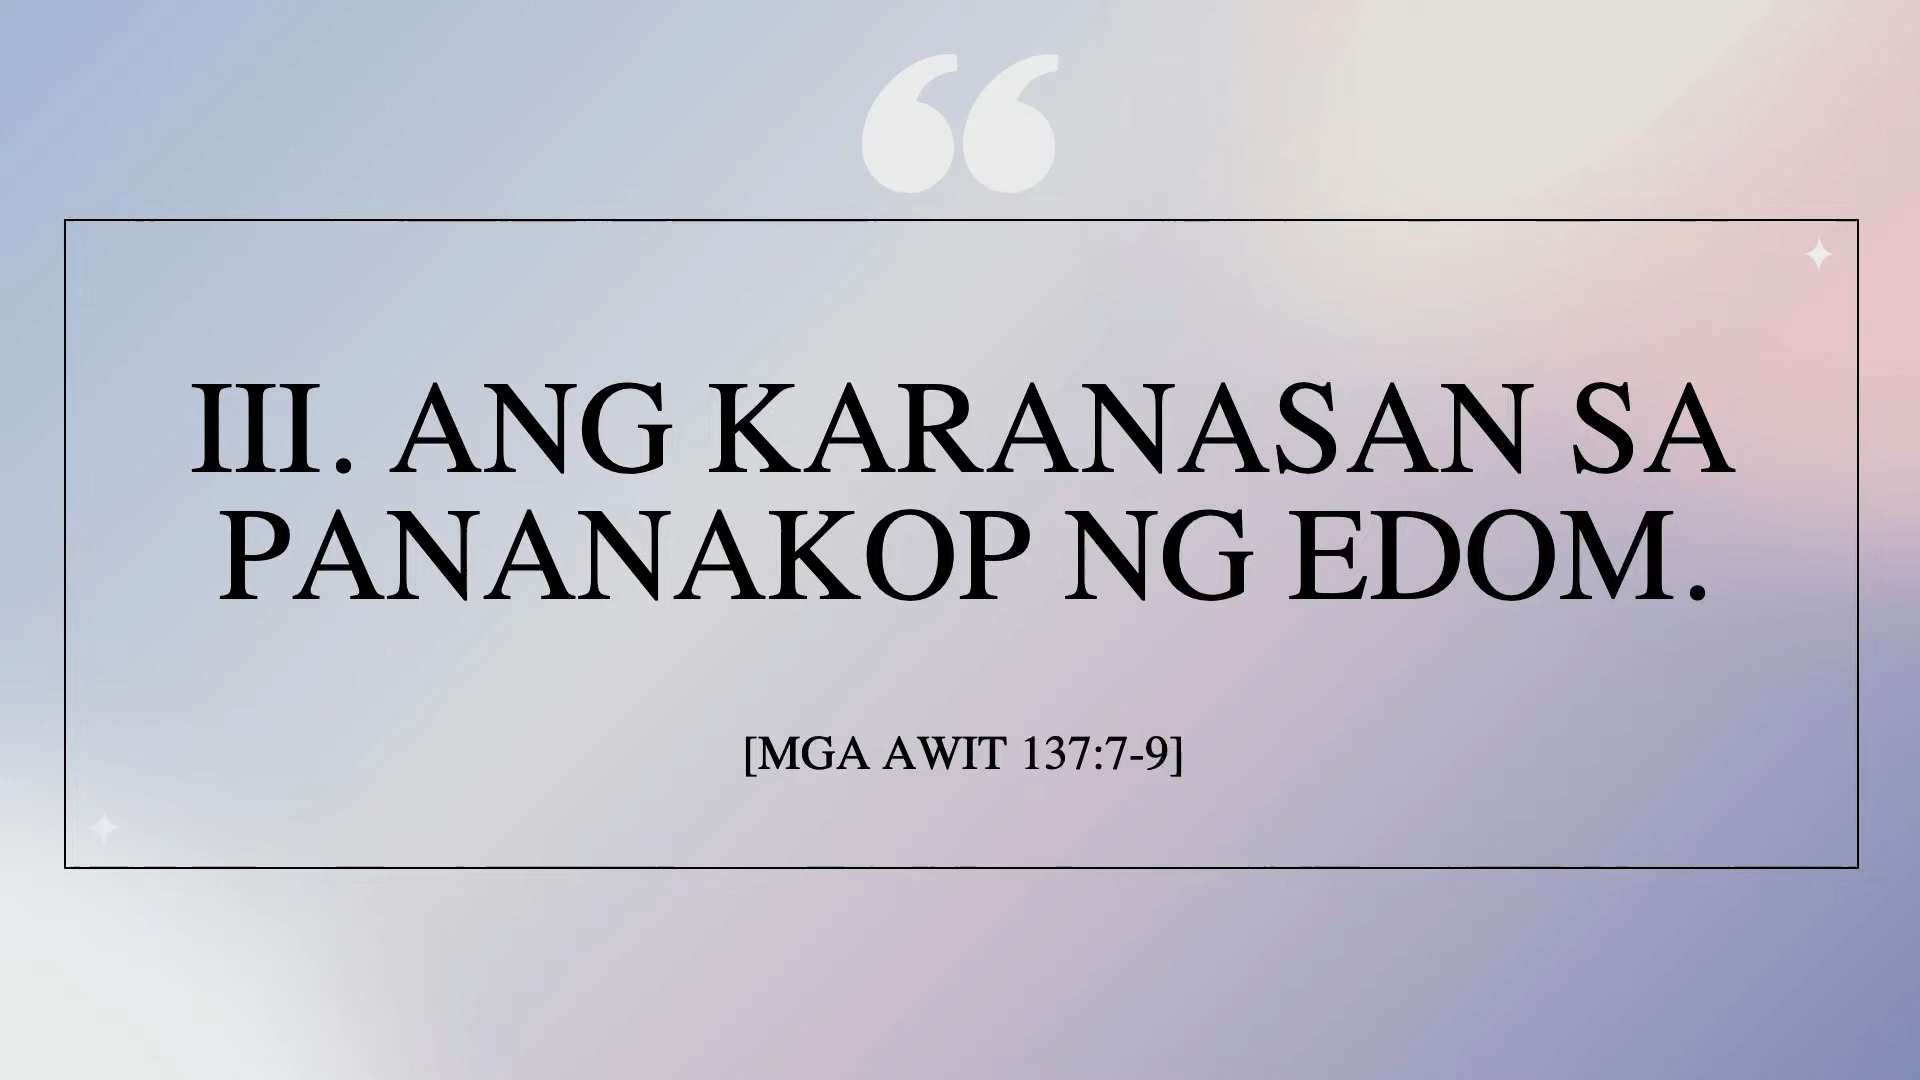 III. ANG KARANASAN SA
PANANAKOP NG EDOM.
[MGA AWIT 137:7-9]